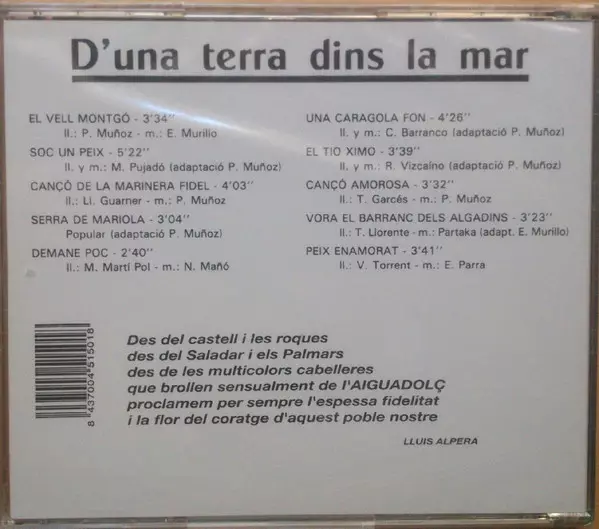 D'una terra dins la mar
EL VELL MONTGÓ - 3'34''
ll.: P. Muñoz - m.: E. Murillo
SOC UN PEIX - 5'22''
ll. y m.: M. Pujadó (adaptació P. Muñoz)
CANÇÓ DE LA MARINERA FIDEL - 4'03''
ll.: Ll. Guarner - m.: P. Muñoz
SERRA DE MARIOLA - 3'04''
Popular (adaptació P. Muñoz)
DEMANE POC - 2'40''
ll.: M. Martí Pol - m.: N. Mañó
UNA CARAGOLA FON - 4'26''
ll. y m.: C. Barranco (adaptació P. Muñoz)
EL TIO XIMO - 3'39''
ll. y m.: R. Vizcaíno (adaptació P. Muñoz)
CANÇÓ AMOROSA - 3'32''
ll.: T. Garcés - m.: P. Muñoz
VORA EL BARRANC DELS ALGADINS - 3'23''
ll.: T. Llorente - m.: Partaka (adapt. E. Murillo)
PEIX ENAMORAT - 3'41''
ll.: V. Torrent - m.: E. Parra
8 437004 515018
Des del castell i les roques
des del Saladar i els Palmars
des de les multicolors cabelleres
que brollen sensualment de l'AIGUADOLÇ
proclamem per sempre l'espessa fidelitat
i la flor del coratge d'aquest poble nostre
LLUIS ALPERA